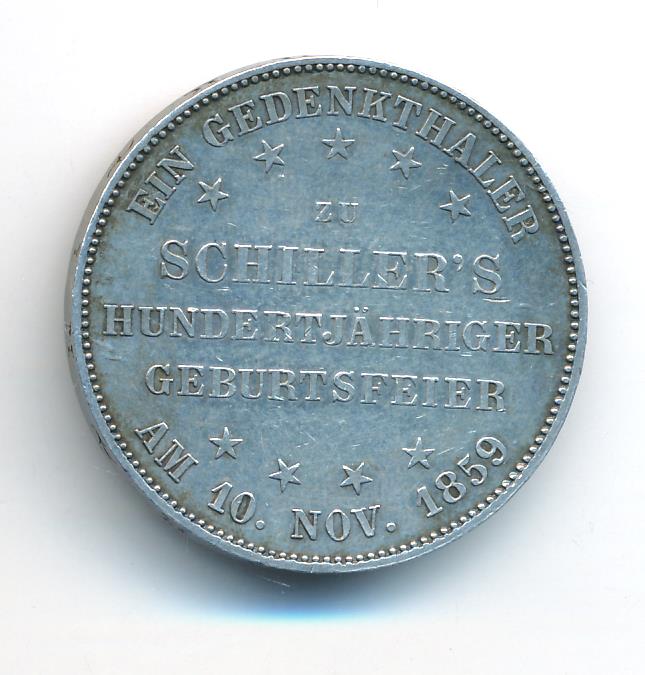 EIN GEDENKTHALER
ZU
SCHILLER'S
HUNDERTJÄHRIGER
GEBURTSFEIER
AM 10. NOV. 1859